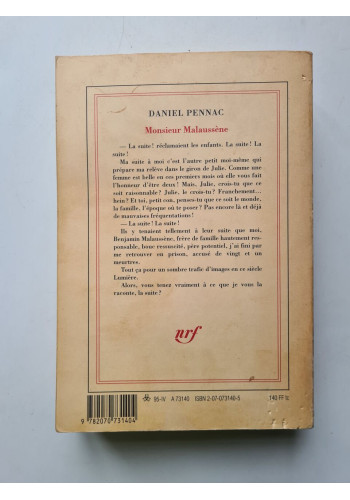 DANIEL PENNAC
Monsieur Malaussène
— La suite ! réclamaient les enfants. La suite ! La
suite !
Ma suite à moi c'est l'autre petit moi-même qui
prépare ma relève dans le giron de Julie. Comme une
femme est belle en ces premiers mois où elle vous fait
l'honneur d'être deux ! Mais, Julie, crois-tu que ce
soit raisonnable ? Julie, le crois-tu ? Franchement...
hein ? Et toi, petit con, penses-tu que ce soit le monde,
la famille, l'époque où te poser ? Pas encore là et déjà
de mauvaises fréquentations !
— La suite ! La suite !
Ils y tenaient tellement à leur suite que moi,
Benjamin Malaussène, frère de famille hautement res-
ponsable, bouc ressuscité, père potentiel, j'ai fini par
me retrouver en prison, accusé de vingt et un
meurtres.
Tout ça pour un sombre trafic d'images en ce siècle
Lumière.
Alors, vous tenez vraiment à ce que je vous la
raconte, la suite ?
nrf
95-IV A 73140 ISBN 2-07-073140-5 140 FF tc
9 782070 731404